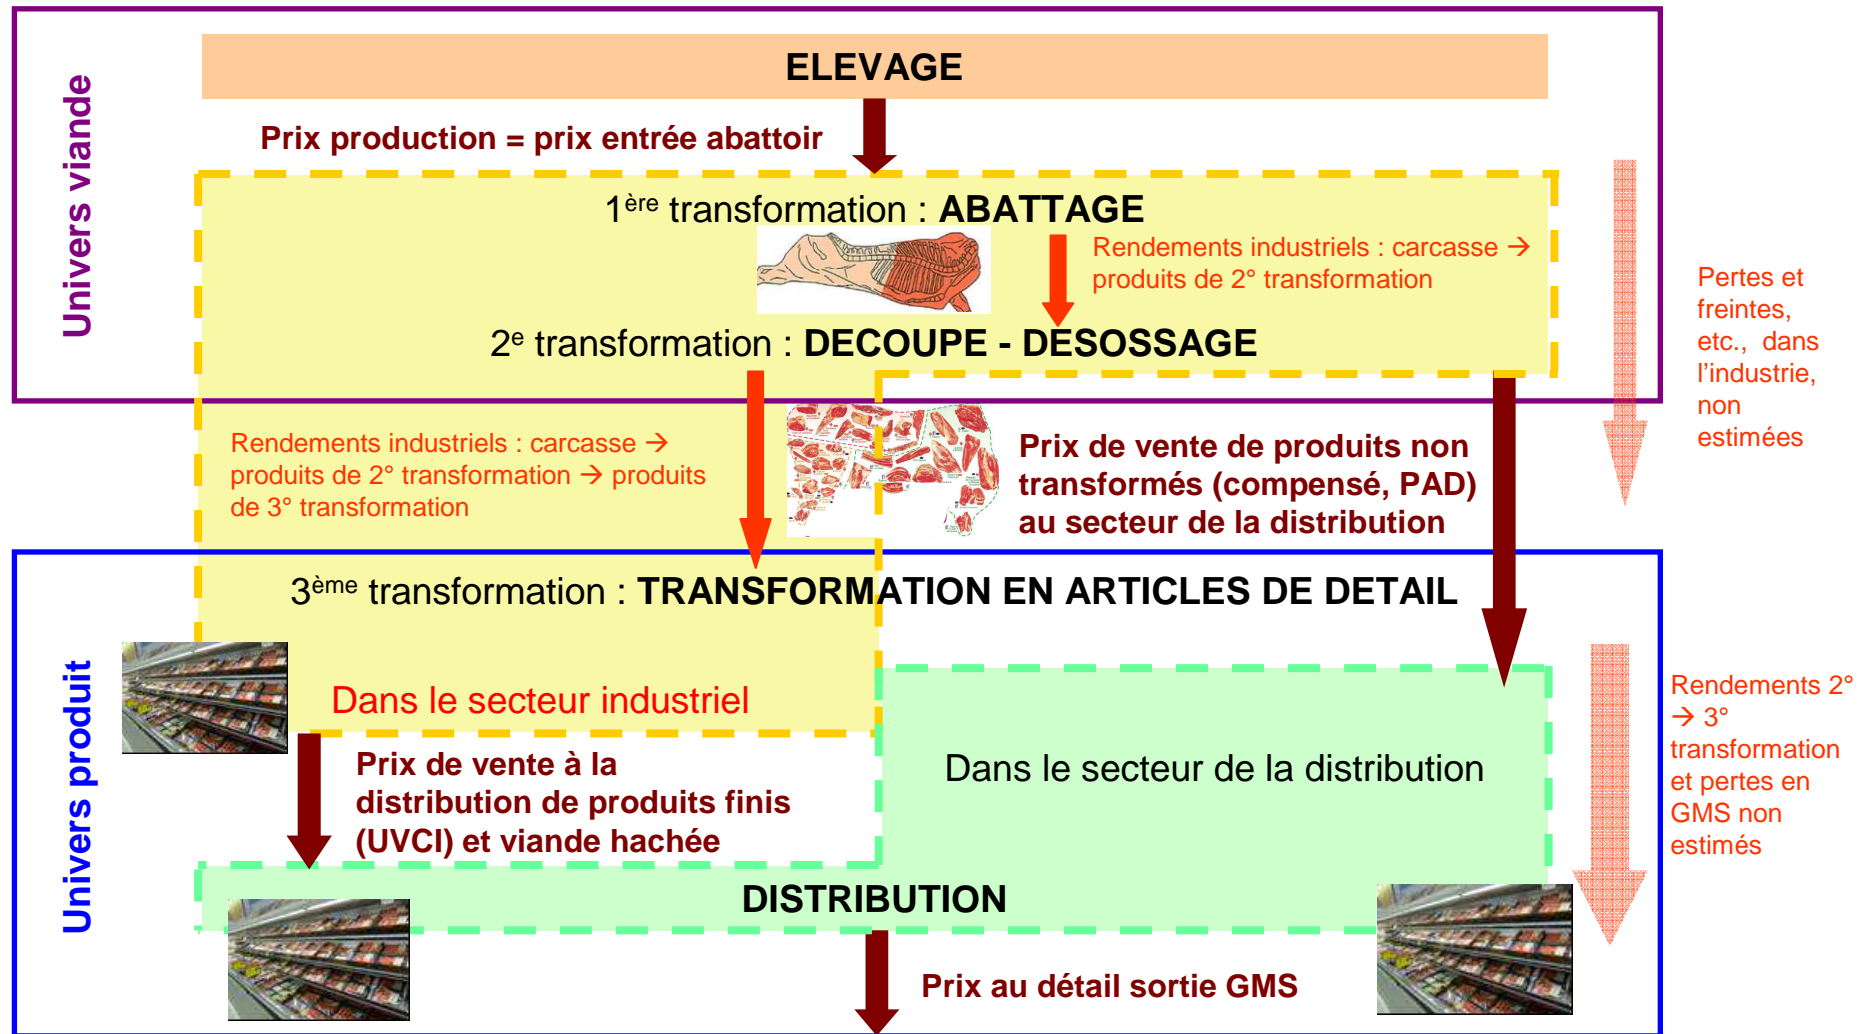 Univers viande
ELEVAGE
Prix production = prix entrée abattoir
1ère transformation : ABATTAGE
Rendements industriels : carcasse →
produits de 2° transformation
2e transformation : DECOUPE - DESOSSAGE
Pertes et
freintes,
etc., dans
l'industrie,
non
estimées
Rendements industriels : carcasse →
produits de 2° transformation → produits
de 3° transformation
Prix de vente de produits non
transformés (compensé, PAD)
au secteur de la distribution
Univers produit
3ème transformation : TRANSFORMATION EN ARTICLES DE DETAIL
Dans le secteur industriel
Prix de vente à la
distribution de produits finis
(UVCI) et viande hachée
Dans le secteur de la distribution
Rendements 2°
→ 3°
transformation
et pertes en
GMS non
estimés
DISTRIBUTION
Prix au détail sortie GMS